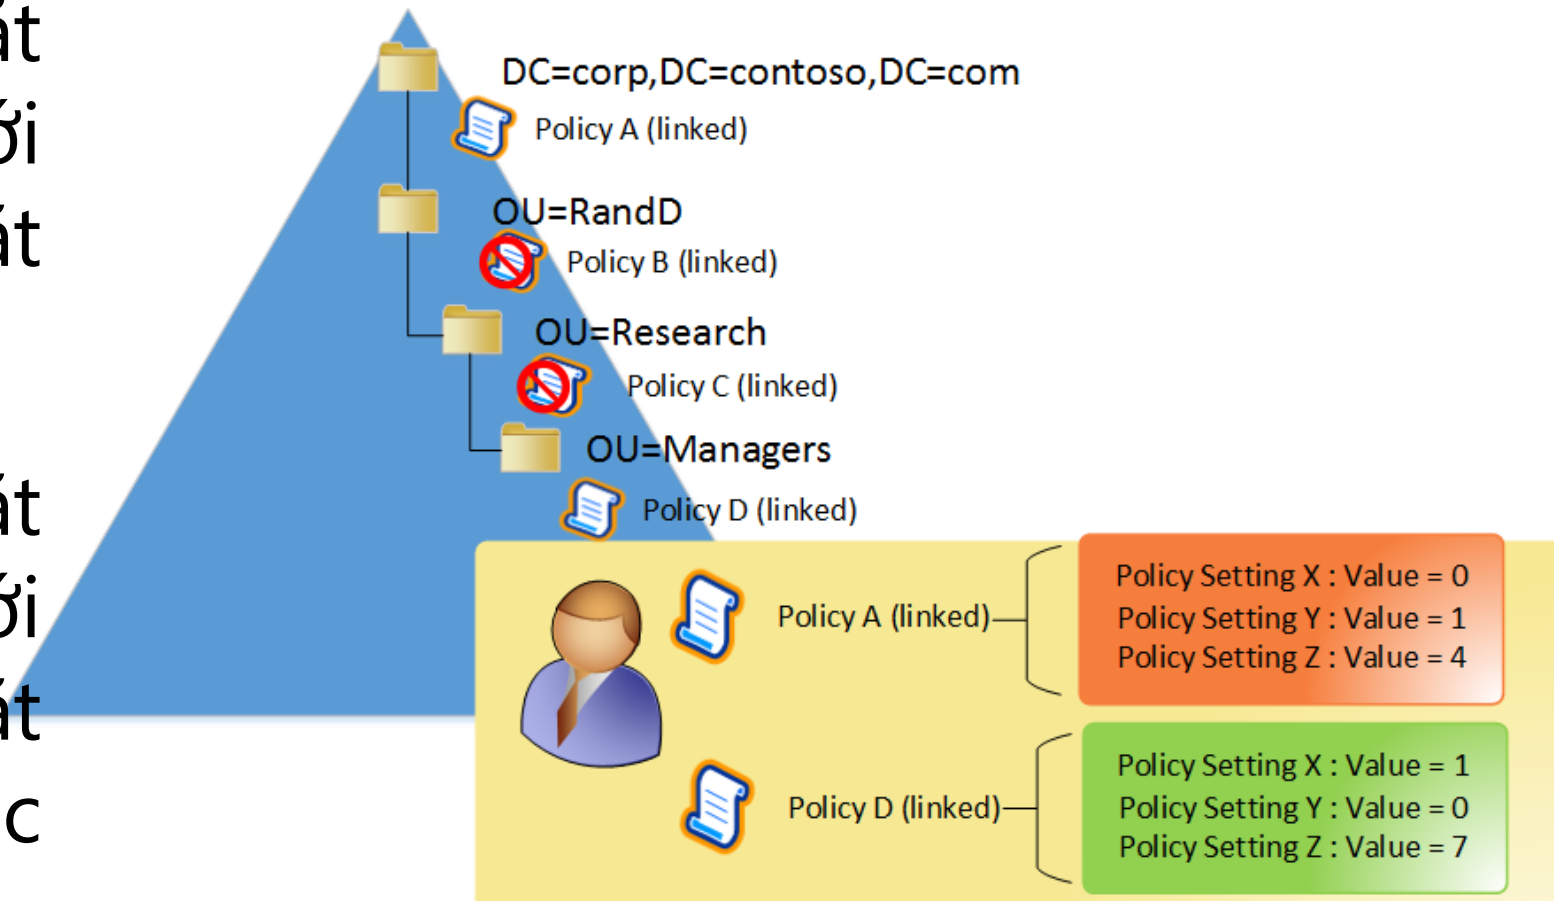 DC=corp,DC=contoso,DC=com
Policy A (linked)
OU=RandD
Policy B (linked)
OU=Research
Policy C (linked)
OU=Managers
Policy D (linked)
Policy A (linked)
Policy Setting X : Value = 0
Policy Setting Y : Value = 1
Policy Setting Z : Value = 4
Policy D (linked)
Policy Setting X : Value = 1
Policy Setting Y : Value = 0
Policy Setting Z : Value = 7